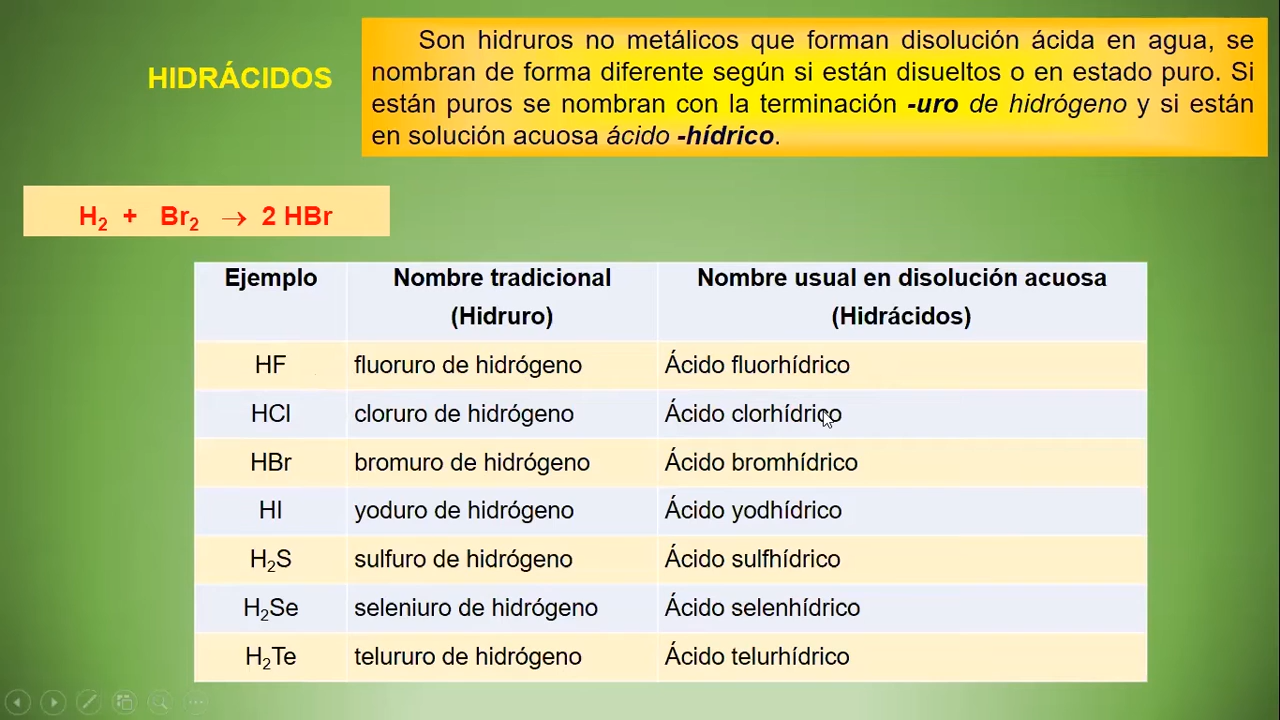 HIDRÁCIDOS
Son hidruros no metálicos que forman disolución ácida en agua, se
nombran de forma diferente según si están disueltos o en estado puro. Si
están puros se nombran con la terminación -uro de hidrógeno y si están
en solución acuosa ácido -hídrico.
H₂ + Br₂ → 2 HBr
Ejemplo Nombre tradicional (Hidruro) Nombre usual en disolución acuosa (Hidrácidos)
HF fluoruro de hidrógeno Ácido fluorhídrico
HCl cloruro de hidrógeno Ácido clorhídrico
HBr bromuro de hidrógeno Ácido bromhídrico
HI yoduro de hidrógeno Ácido yodhídrico
H₂S sulfuro de hidrógeno Ácido sulfhídrico
H₂Se seleniuro de hidrógeno Ácido selenhídrico
H₂Te telururo de hidrógeno Ácido telurhídrico